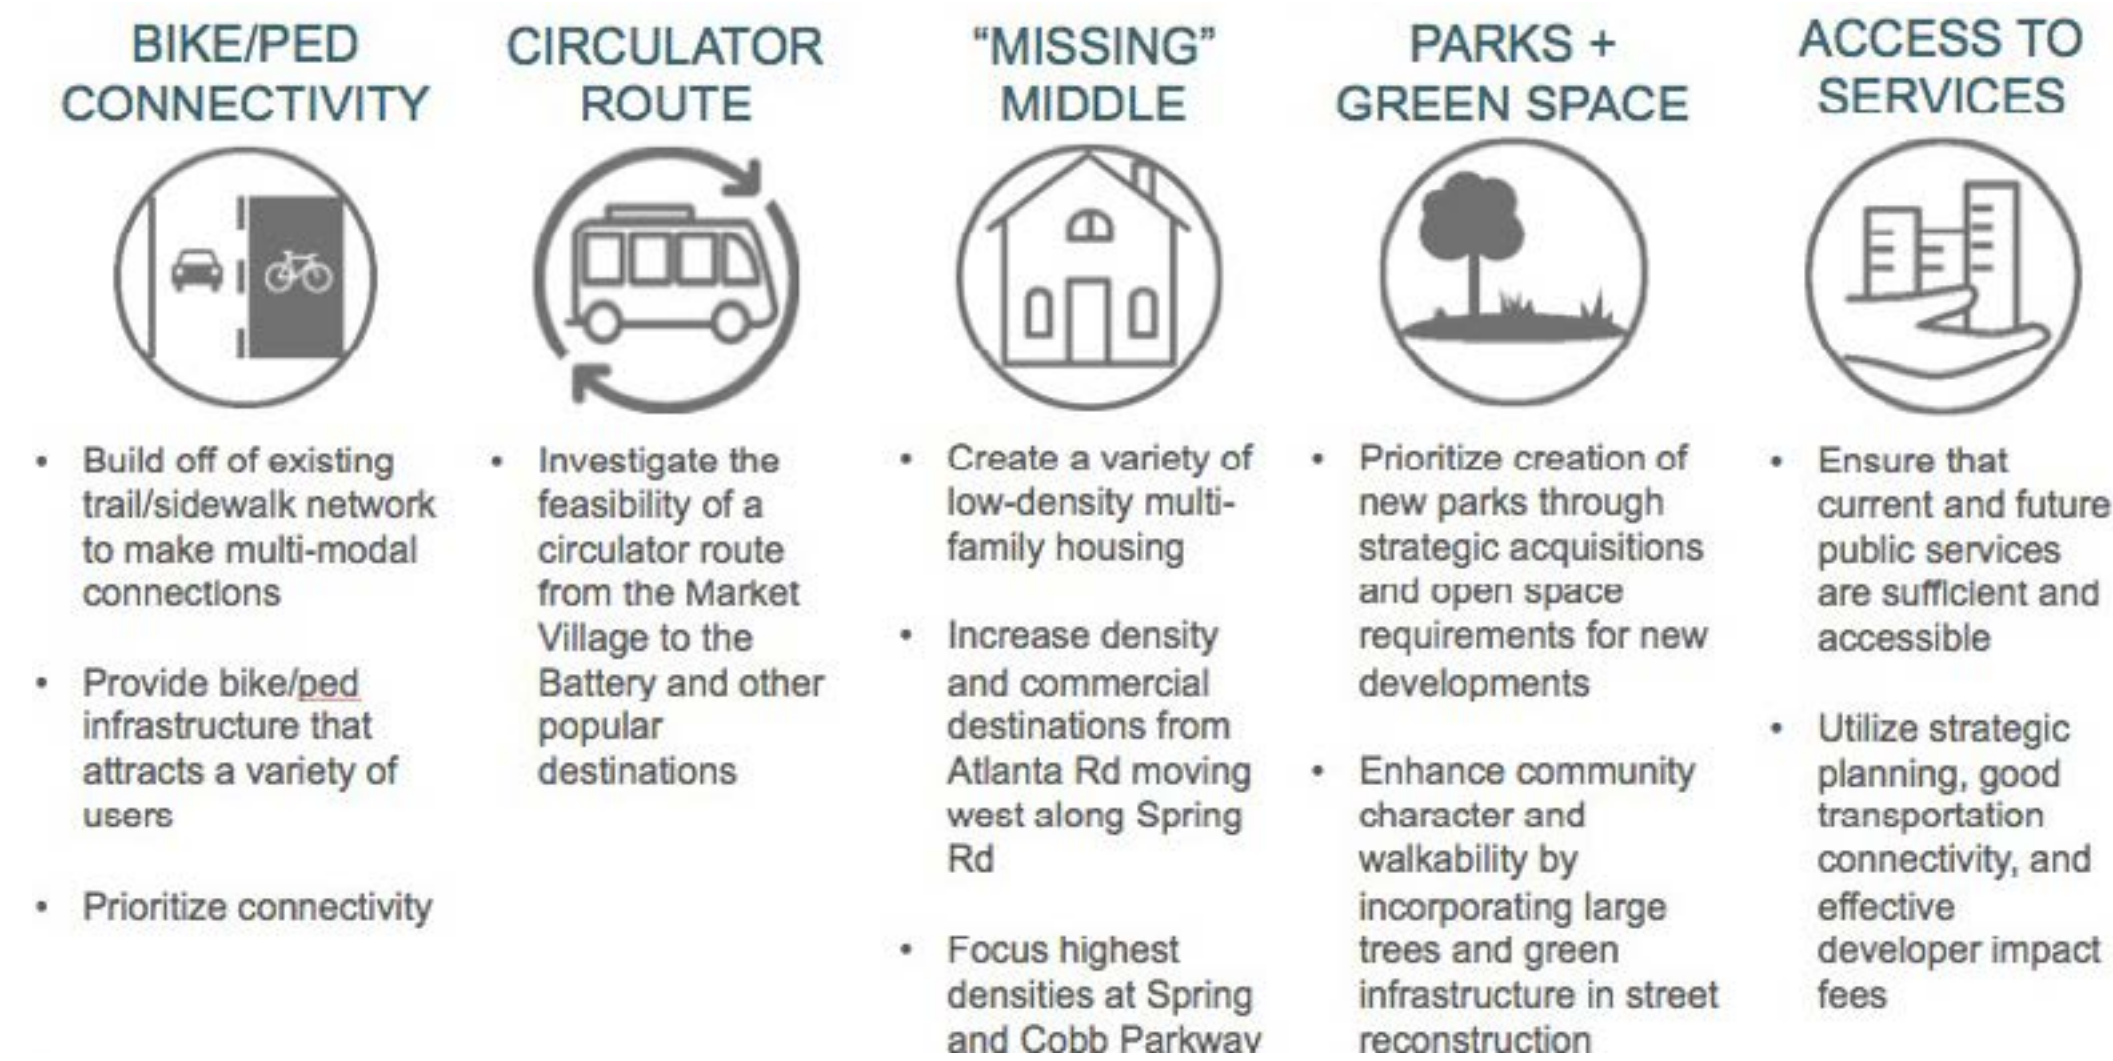 BIKE/PED
CONNECTIVITY
• Build off of existing
trail/sidewalk network
to make multi-modal
connections
• Provide bike/ped
infrastructure that
attracts a variety of
users
• Prioritize connectivity
CIRCULATOR
ROUTE
• Investigate the
feasibility of a
circulator route
from the Market
Village to the
Battery and other
popular
destinations
“MISSING”
MIDDLE
• Create a variety of
low-density multi-
family housing
• Increase density
and commercial
destinations from
Atlanta Rd moving
west along Spring
Rd
• Focus highest
densities at Spring
and Cobb Parkway
PARKS +
GREEN SPACE
• Prioritize creation of
new parks through
strategic acquisitions
and open space
requirements for new
developments
• Enhance community
character and
walkability by
incorporating large
trees and green
infrastructure in street
reconstruction
ACCESS TO
SERVICES
• Ensure that
current and future
public services
are sufficient and
accessible
• Utilize strategic
planning, good
transportation
connectivity, and
effective
developer impact
fees